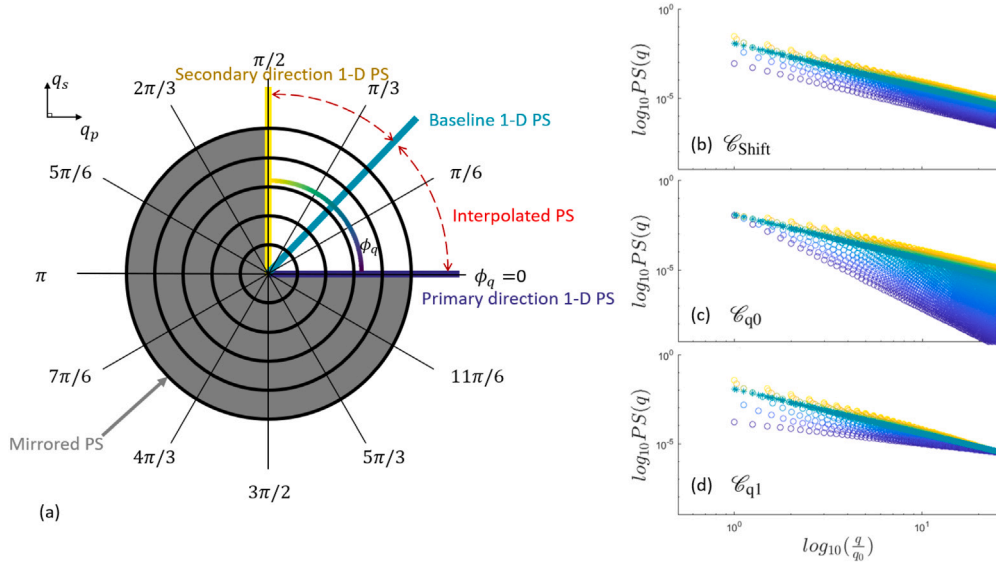 Secondary direction 1-D PS
π/2
q_s
q_p
2π/3
π/3
Baseline 1-D PS
5π/6
π/6
Interpolated PS
ϕ_q
π
ϕ_q =0
Primary direction 1-D PS
7π/6
11π/6
Mirrored PS
4π/3
5π/3
3π/2
(a)
10^0
10^-5
log_10 PS(q)
(b) 𝒞_Shift
10^0
10^-5
log_10 PS(q)
(c) 𝒞_q0
10^0
10^-5
log_10 PS(q)
(d) 𝒞_q1
10^0
10^1
log_10(q/q_0)